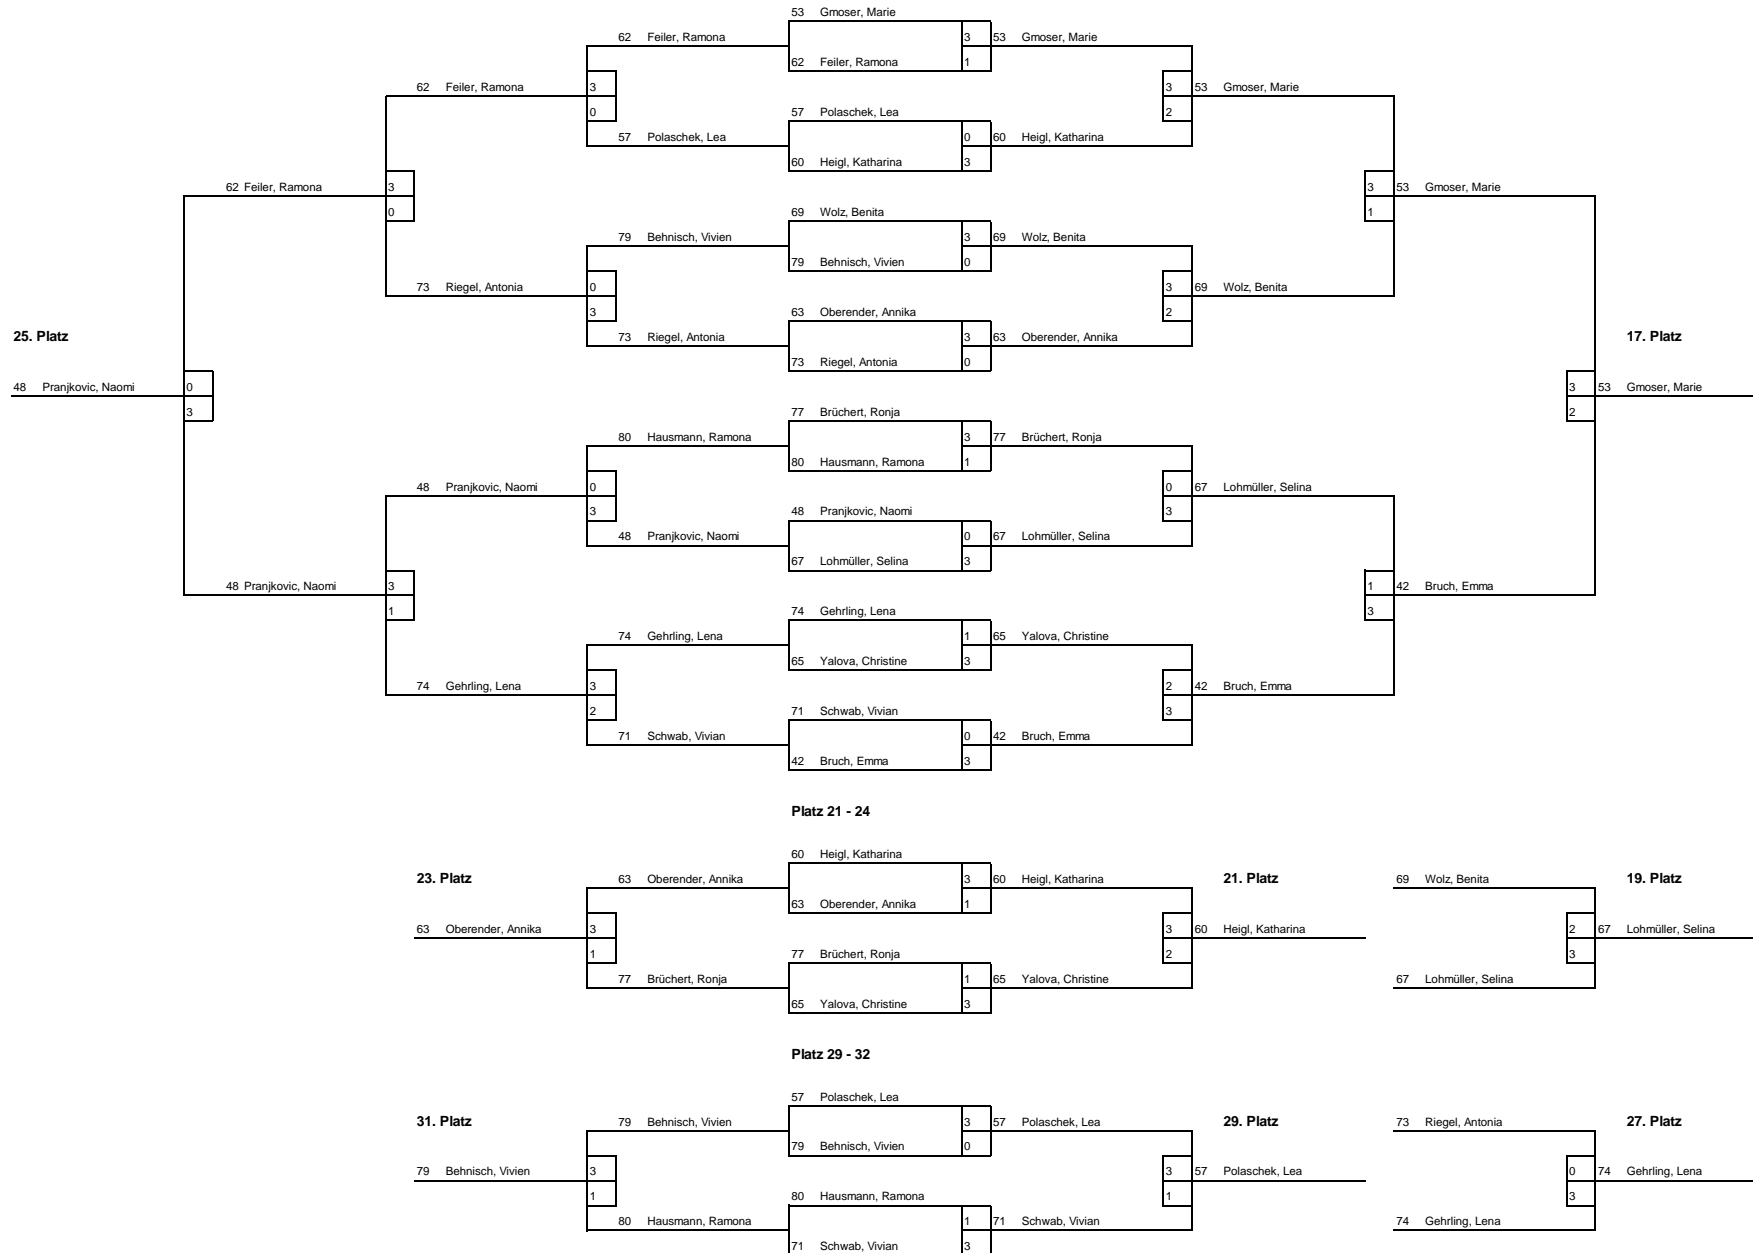 53 Gmoser, Marie
62 Feiler, Ramona 3 53 Gmoser, Marie
62 Feiler, Ramona 1
62 Feiler, Ramona 3 3 53 Gmoser, Marie
0 57 Polaschek, Lea 2
57 Polaschek, Lea 0 60 Heigl, Katharina
60 Heigl, Katharina 3
62 Feiler, Ramona 3 3 53 Gmoser, Marie
0 69 Wolz, Benita 1
79 Behnisch, Vivien 3 69 Wolz, Benita
79 Behnisch, Vivien 0
73 Riegel, Antonia 0 3 69 Wolz, Benita
3 63 Oberender, Annika 2
25. Platz 73 Riegel, Antonia 3 63 Oberender, Annika 17. Platz
73 Riegel, Antonia 0
48 Pranjkovic, Naomi 0 3 53 Gmoser, Marie
3 77 Brüchert, Ronja 2
80 Hausmann, Ramona 3 77 Brüchert, Ronja
80 Hausmann, Ramona 1
48 Pranjkovic, Naomi 0 0 67 Lohmüller, Selina
3 48 Pranjkovic, Naomi 3
48 Pranjkovic, Naomi 0 67 Lohmüller, Selina
67 Lohmüller, Selina 3
48 Pranjkovic, Naomi 3 1 42 Bruch, Emma
1 74 Gehrling, Lena 3
74 Gehrling, Lena 1 65 Yalova, Christine
65 Yalova, Christine 3
74 Gehrling, Lena 3 2 42 Bruch, Emma
2 71 Schwab, Vivian 3
71 Schwab, Vivian 0 42 Bruch, Emma
42 Bruch, Emma 3
Platz 21 - 24
60 Heigl, Katharina
23. Platz 63 Oberender, Annika 3 60 Heigl, Katharina 21. Platz 69 Wolz, Benita 19. Platz
63 Oberender, Annika 1
63 Oberender, Annika 3 3 60 Heigl, Katharina 2 67 Lohmüller, Selina
1 77 Brüchert, Ronja 2 3
77 Brüchert, Ronja 1 65 Yalova, Christine 67 Lohmüller, Selina
65 Yalova, Christine 3
Platz 29 - 32
57 Polaschek, Lea
31. Platz 79 Behnisch, Vivien 3 57 Polaschek, Lea 29. Platz 73 Riegel, Antonia 27. Platz
79 Behnisch, Vivien 0
79 Behnisch, Vivien 3 3 57 Polaschek, Lea 0 74 Gehrling, Lena
1 80 Hausmann, Ramona 1 3
80 Hausmann, Ramona 1 71 Schwab, Vivian 74 Gehrling, Lena
71 Schwab, Vivian 3